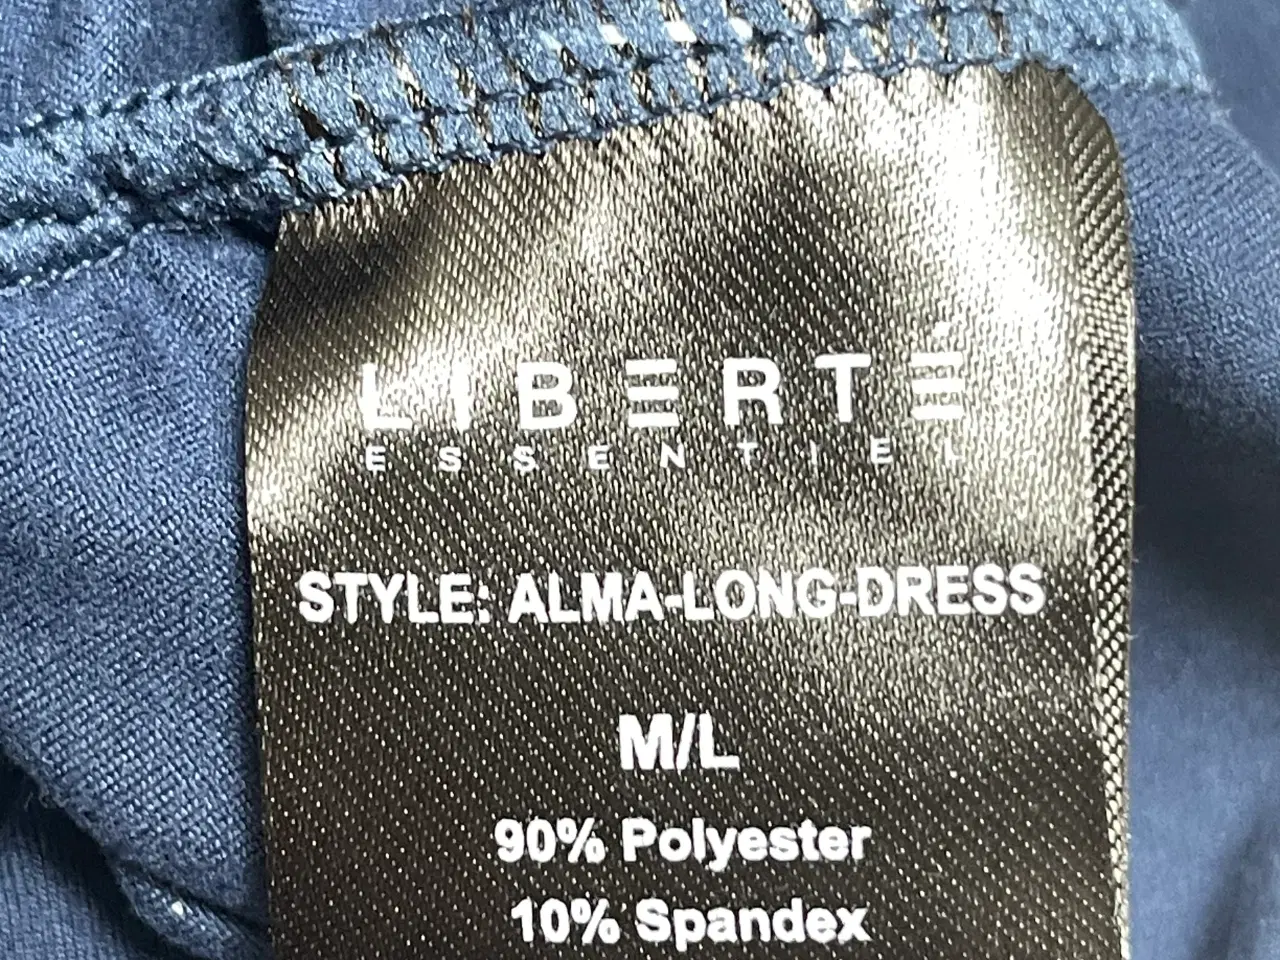 LIBERTÉ
ESSENTIEL
STYLE: ALMA-LONG-DRESS
M/L
90% Polyester
10% Spandex